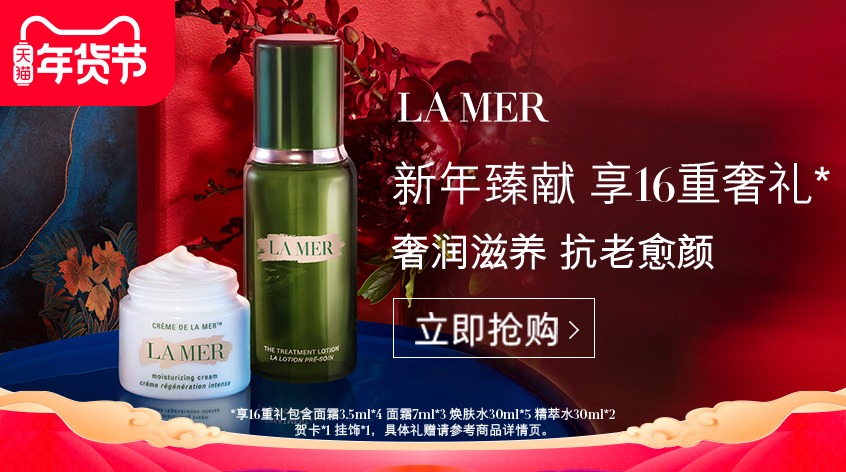 天猫
年货节
LA MER
新年臻献 享16重奢礼*
奢润滋养 抗老愈颜
立即抢购 >
LA MER
THE TREATMENT LOTION
LA LOTION PRÉ-SOIN
CRÈME DE LA MER™
LA MER
moisturizing cream
crème régénération intense
*享16重礼包含面霜3.5ml*4 面霜7ml*3 焕肤水30ml*5 精萃水30ml*2
贺卡*1 挂饰*1，具体礼赠请参考商品详情页。